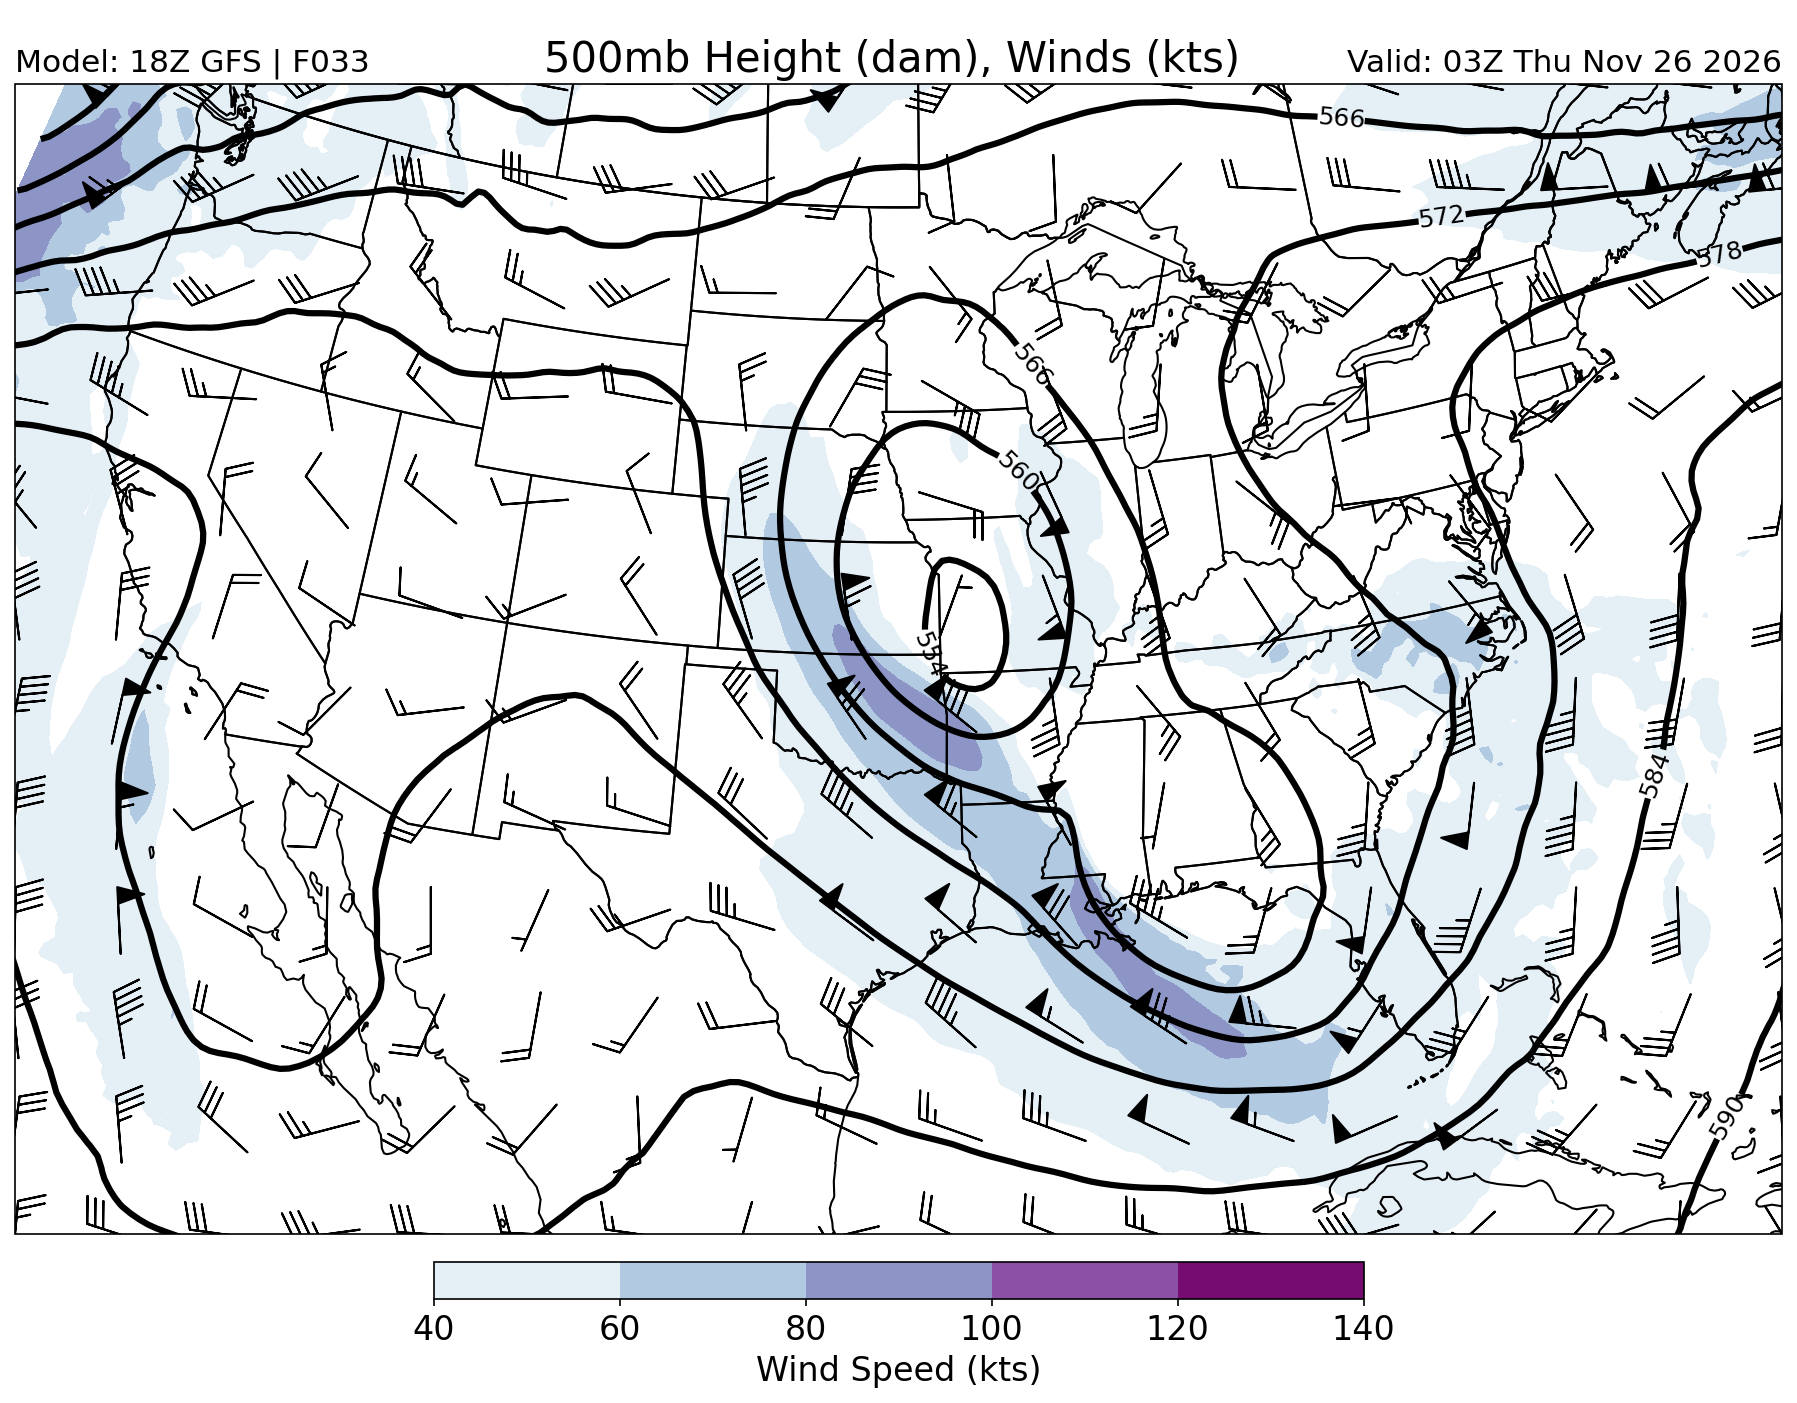 Model: 18Z GFS | F033
500mb Height (dam), Winds (kts)
Valid: 03Z Thu Nov 26 2026
566
572
578
566
560
554
584
590
40 60 80 100 120 140
Wind Speed (kts)